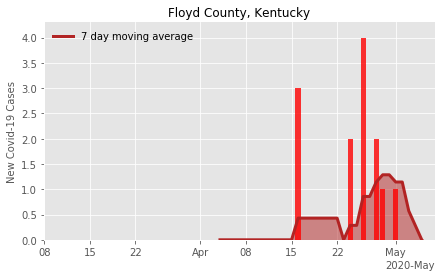 Floyd County, Kentucky
7 day moving average
New Covid-19 Cases
4.0
3.5
3.0
2.5
2.0
1.5
1.0
0.5
0.0
08 15 22 Apr 08 15 22 May
2020-May